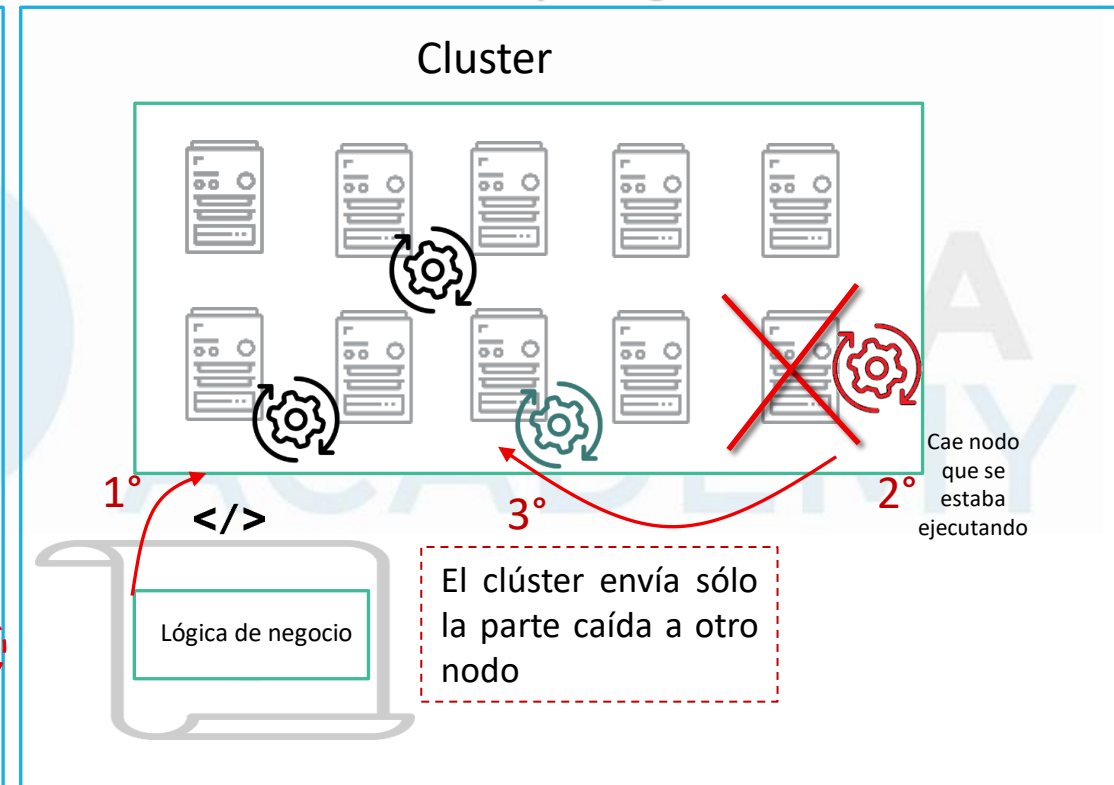 Cluster
1°
</>
3°
2°
Cae nodo
que se
estaba
ejecutando
Lógica de negocio
El clúster envía sólo
la parte caída a otro
nodo
ACADEMY